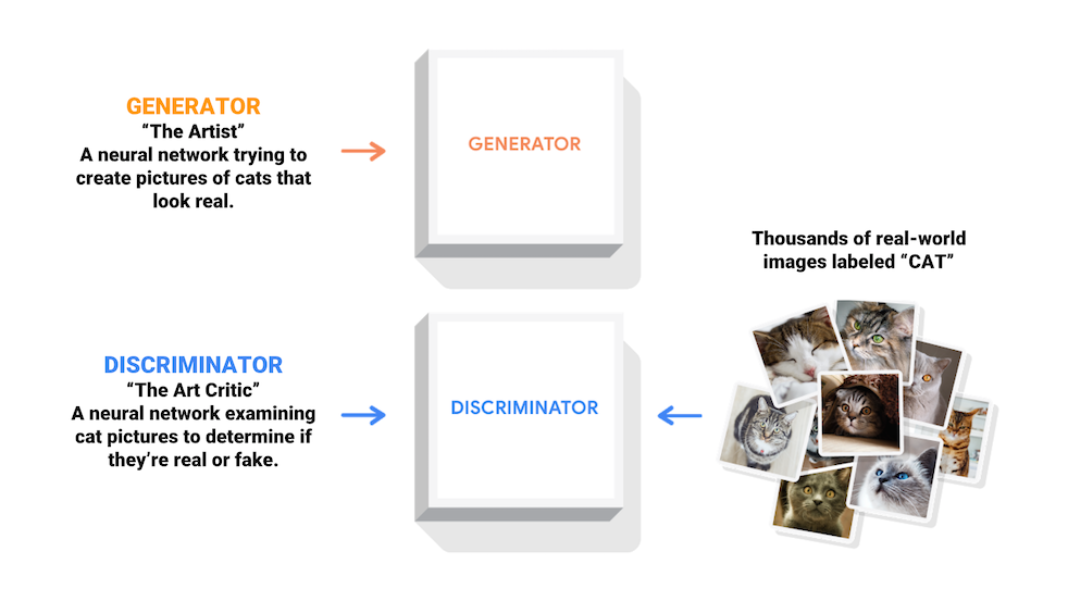 GENERATOR
“The Artist”
A neural network trying to
create pictures of cats that
look real.
GENERATOR
Thousands of real-world
images labeled “CAT”
DISCRIMINATOR
“The Art Critic”
A neural network examining
cat pictures to determine if
they’re real or fake.
DISCRIMINATOR